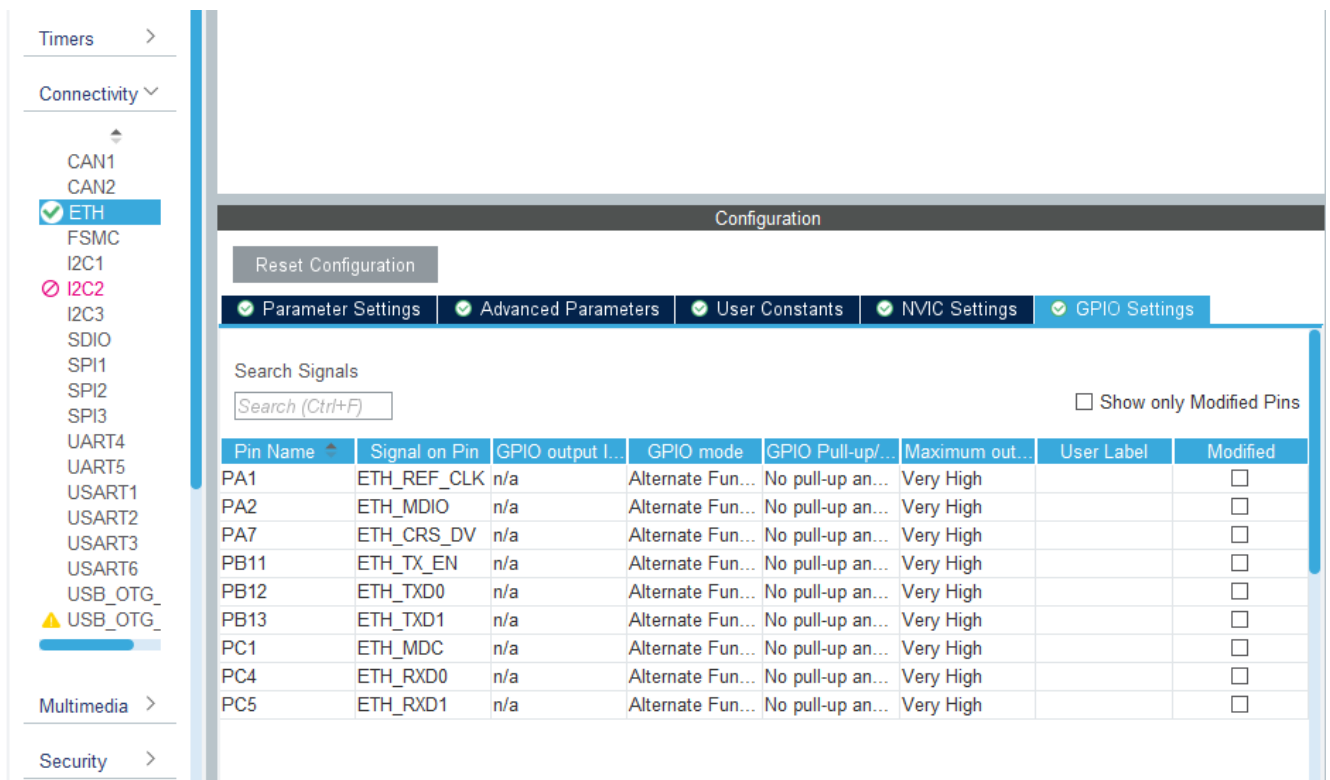 Timers
Connectivity
CAN1
CAN2
ETH
FSMC
I2C1
I2C2
I2C3
SDIO
SPI1
SPI2
SPI3
UART4
UART5
USART1
USART2
USART3
USART6
USB_OTG_
USB_OTG_
Multimedia
Security
Configuration
Reset Configuration
Parameter Settings Advanced Parameters User Constants NVIC Settings GPIO Settings
Search Signals
Search (Ctrl+F) Show only Modified Pins
Pin Name Signal on Pin GPIO output l... GPIO mode GPIO Pull-up/... Maximum out... User Label Modified
PA1 ETH_REF_CLK n/a Alternate Fun... No pull-up an... Very High
PA2 ETH_MDIO n/a Alternate Fun... No pull-up an... Very High
PA7 ETH_CRS_DV n/a Alternate Fun... No pull-up an... Very High
PB11 ETH_TX_EN n/a Alternate Fun... No pull-up an... Very High
PB12 ETH_TXD0 n/a Alternate Fun... No pull-up an... Very High
PB13 ETH_TXD1 n/a Alternate Fun... No pull-up an... Very High
PC1 ETH_MDC n/a Alternate Fun... No pull-up an... Very High
PC4 ETH_RXD0 n/a Alternate Fun... No pull-up an... Very High
PC5 ETH_RXD1 n/a Alternate Fun... No pull-up an... Very High